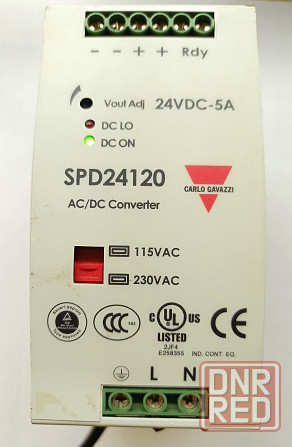 − − + + Rdy
Vout Adj 24VDC-5A
DC LO
DC ON
SPD24120
CARLO GAVAZZI
AC/DC Converter
115VAC
230VAC
C UL US
LISTED
2JF4
E258355 IND. CONT. EQ.
CE
L N
DNR
RED